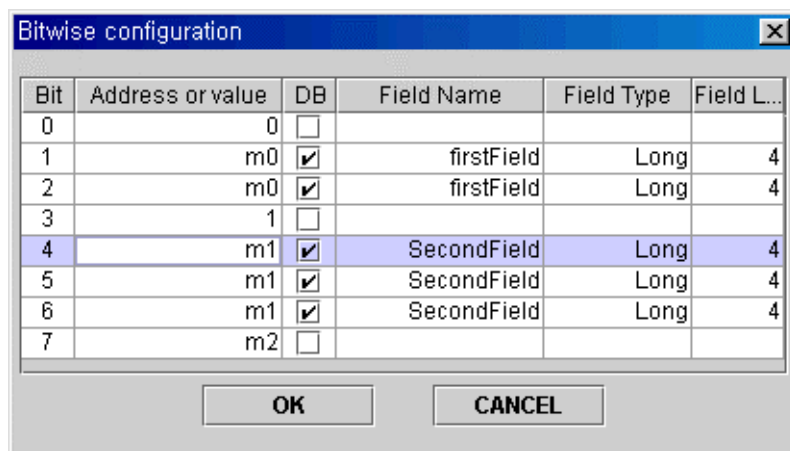 Bitwise configuration
Bit Address or value DB Field Name Field Type Field L...
0 0
1 m0 firstField Long 4
2 m0 firstField Long 4
3 1
4 m1 SecondField Long 4
5 m1 SecondField Long 4
6 m1 SecondField Long 4
7 m2
OK CANCEL